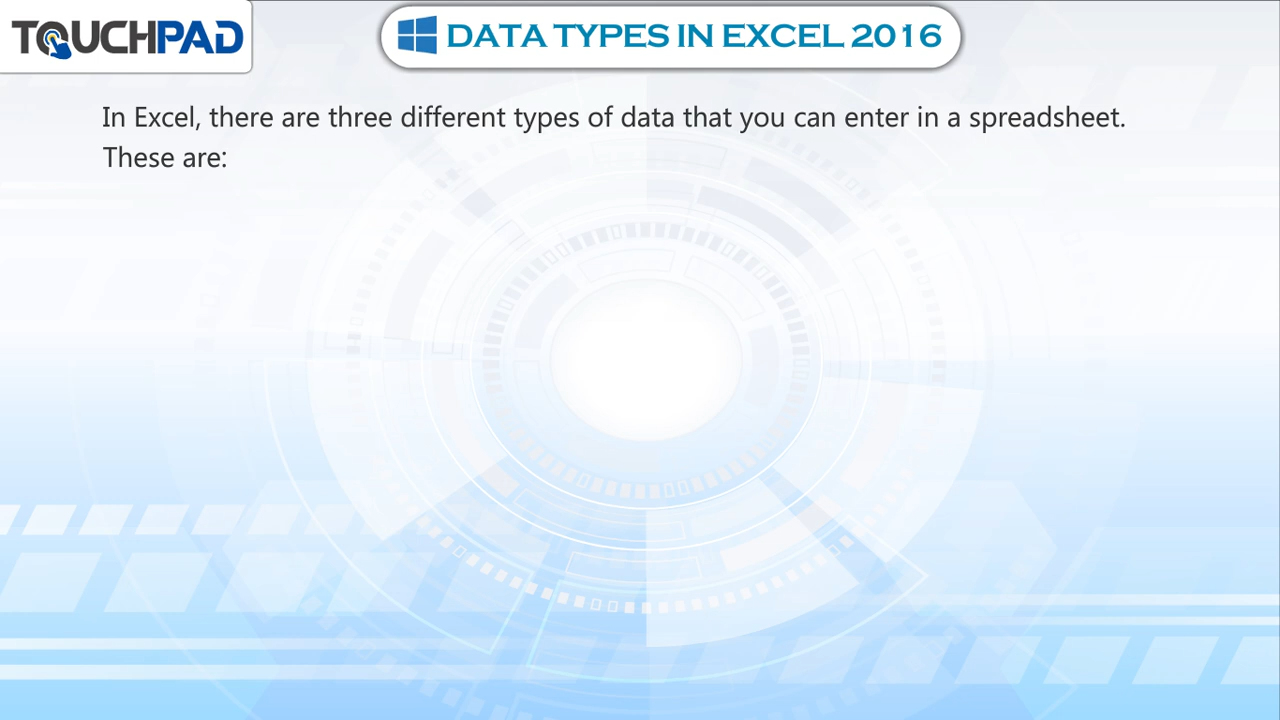 TOUCHPAD
DATA TYPES IN EXCEL 2016
In Excel, there are three different types of data that you can enter in a spreadsheet.
These are: